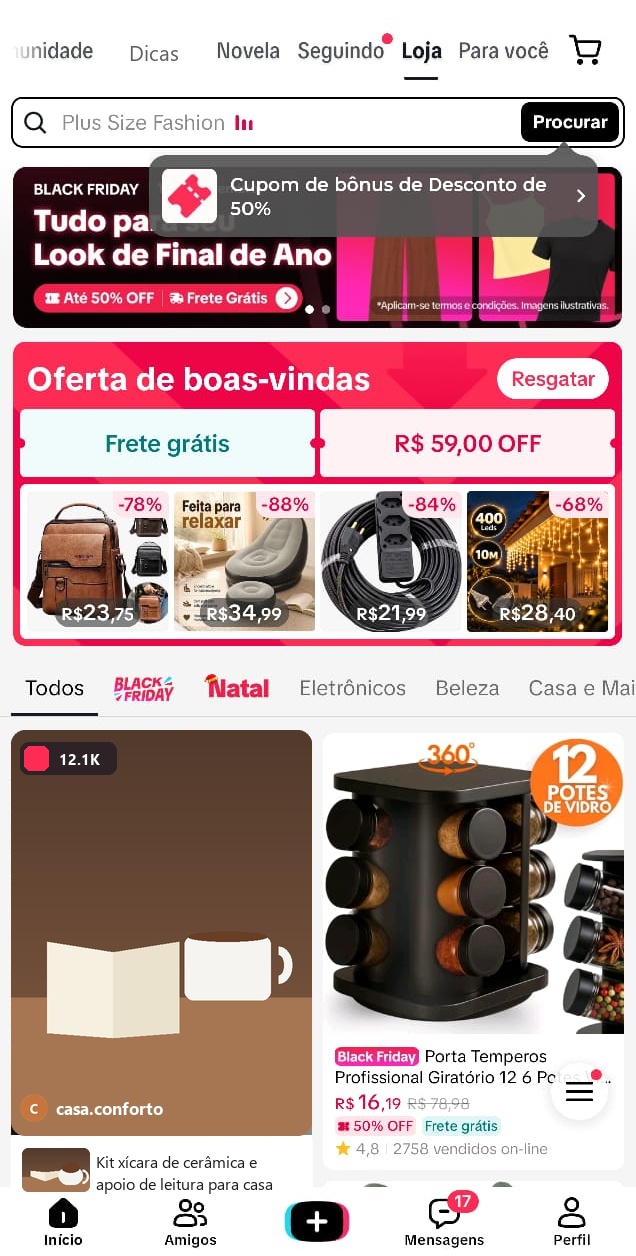 munidade Dicas Novela Seguindo Loja Para você
Plus Size Fashion
Procurar
Cupom de bônus de Desconto de
50%
BLACK FRIDAY
Tudo para seu
Look de Final de Ano
Até 50% OFF Frete Grátis
*Aplicam-se termos e condições. Imagens ilustrativas.
Oferta de boas-vindas
Resgatar
Frete grátis
R$ 59,00 OFF
-78%
R$23,75
Feita para
relaxar
-88%
R$34,99
-84%
R$21,99
400
Leds
10M
-68%
R$28,40
Todos BLACK FRIDAY Natal Eletrônicos Beleza Casa e Mai
12.1K
C casa.conforto
Kit xícara de cerâmica e
apoio de leitura para casa
360°
12
POTES
DE VIDRO
Black Friday Porta Temperos
Profissional Giratório 12 6 Potes
R$ 16,19 R$ 78,98
50% OFF Frete grátis
4,8 2758 vendidos on-line
17
Início Amigos Mensagens Perfil